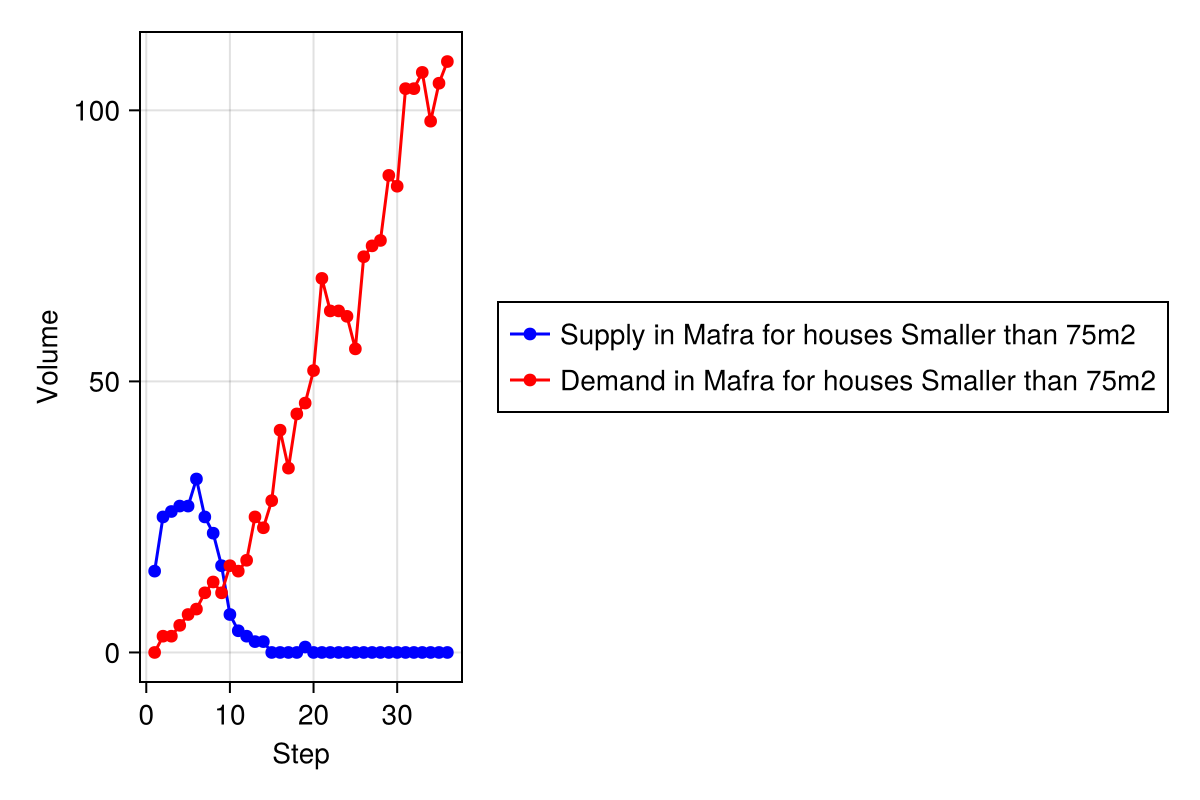 100
50
0
Volume
0 10 20 30
Step
Supply in Mafra for houses Smaller than 75m2
Demand in Mafra for houses Smaller than 75m2